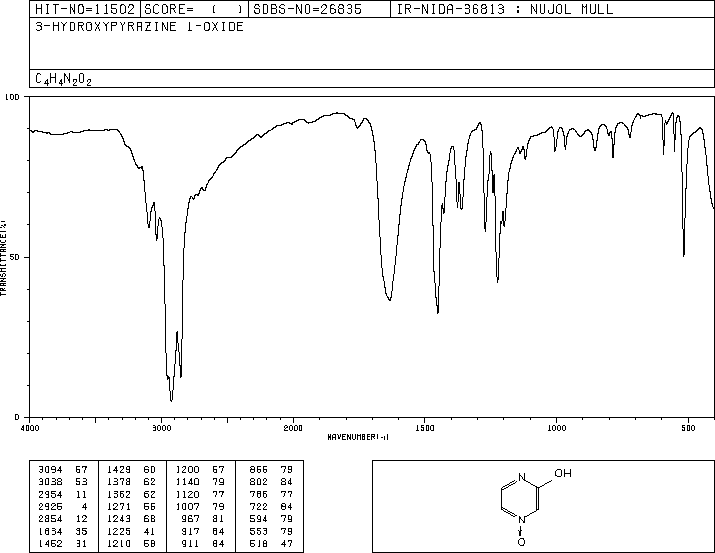 HIT-NO=11502 SCORE= ( ) SDBS-NO=26835 IR-NIDA-36813 : NUJOL MULL
3-HYDROXYPYRAZINE 1-OXIDE
C4H4N2O2
100
TRANSMITTANCE(%)
50
0
4000 3000 2000 1500 1000 500
WAVENUMBER(-1)
3094 57 1429 60 1200 57 855 79
3038 53 1378 62 1140 79 802 84
2954 11 1362 62 1120 77 786 77
2925 4 1271 55 1007 79 722 84
2854 12 1243 68 967 81 594 79
1634 35 1225 41 917 84 553 79
1452 31 1210 58 911 84 518 47
OH
N
N
O